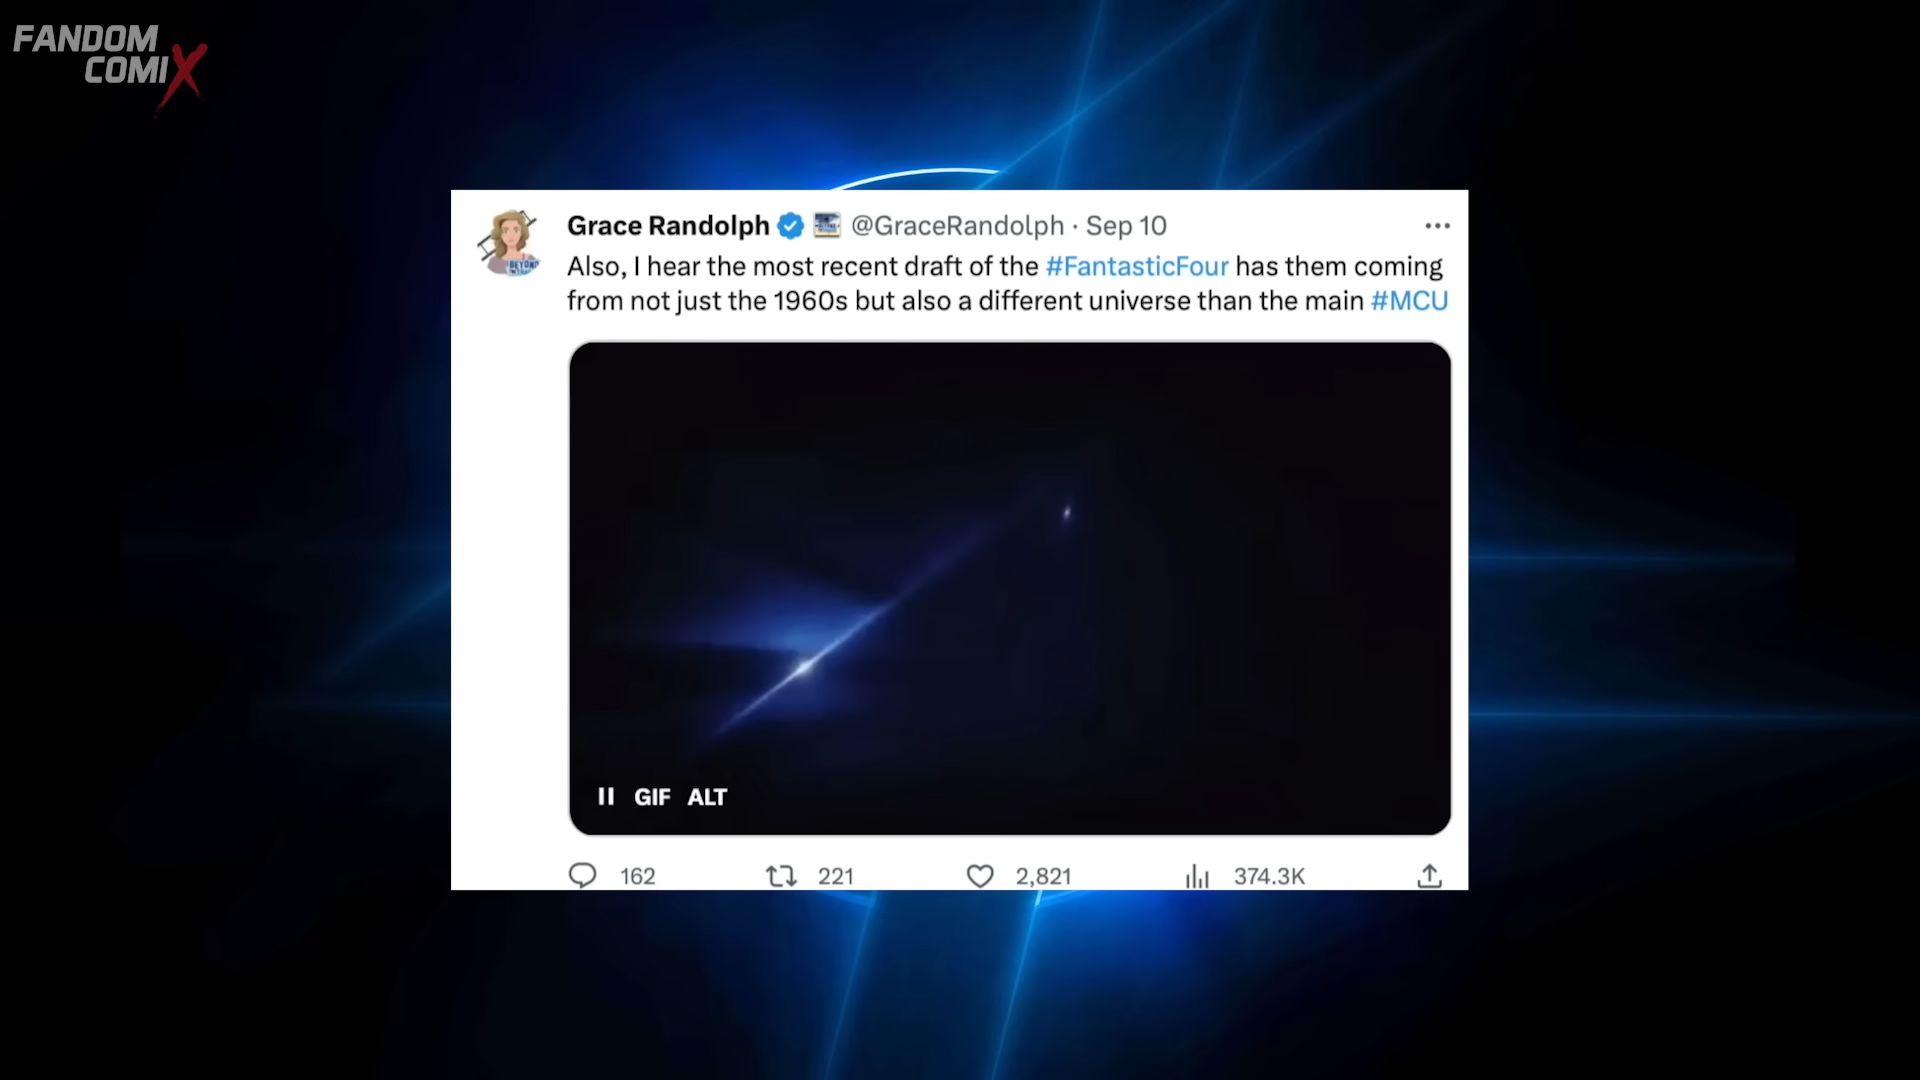 FANDOM
COMIX
Grace Randolph @GraceRandolph · Sep 10
Also, I hear the most recent draft of the #FantasticFour has them coming
from not just the 1960s but also a different universe than the main #MCU
GIF ALT
162 221 2,821 374.3K
BEYOND